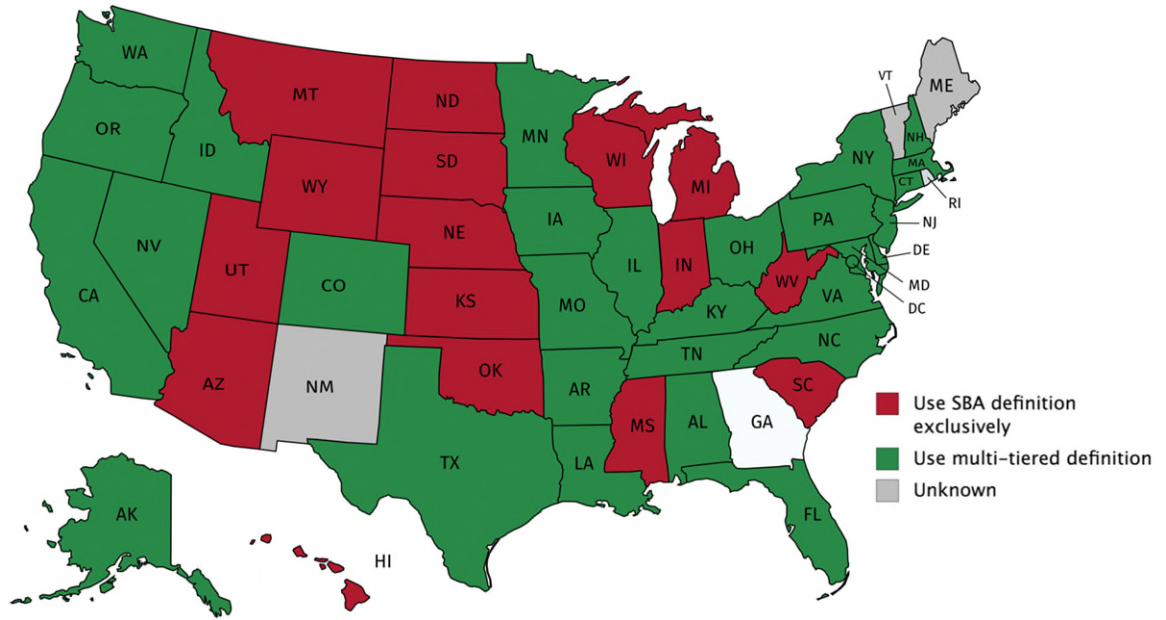 WA
MT
ND
MN
VT
ME
OR
ID
SD
WI
NY
NH
MA
WY
MI
CT
RI
IA
NE
PA
NJ
NV
OH
DE
UT
IL
IN
CA
CO
WV
MD
KS
MO
VA
DC
KY
NC
TN
OK
AZ
NM
AR
SC
MS
AL
GA
TX
LA
AK
FL
HI
Use SBA definition
exclusively
Use multi-tiered definition
Unknown